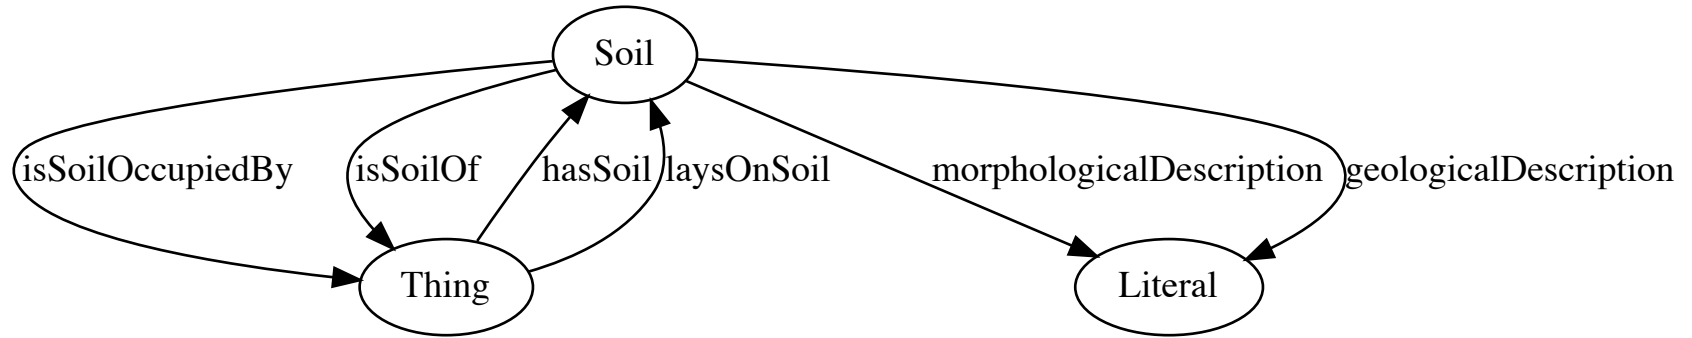 Soil
isSoilOccupiedBy
isSoilOf
hasSoil
laysOnSoil
morphologicalDescription
geologicalDescription
Thing
Literal